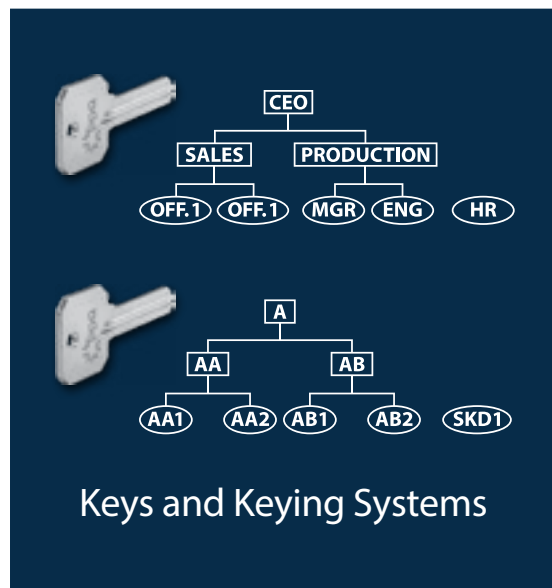 CEO
SALES PRODUCTION
OFF.1 OFF.1 MGR ENG HR
A
AA AB
AA1 AA2 AB1 AB2 SKD1
Keys and Keying Systems